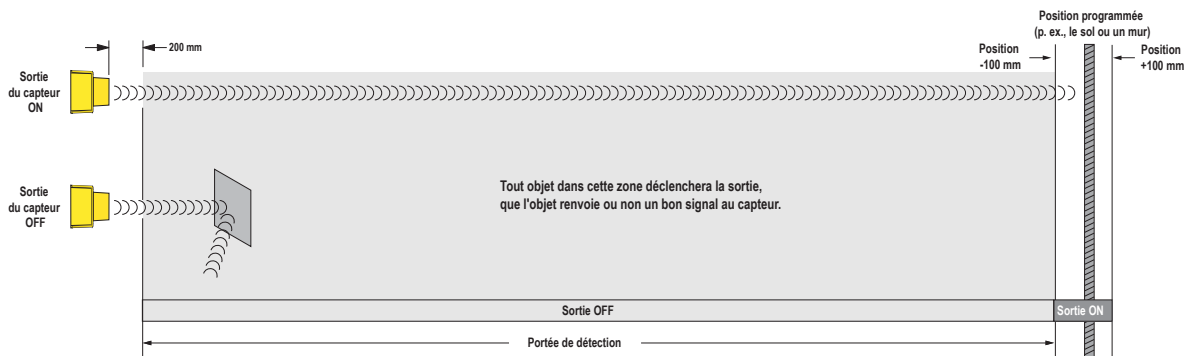 Position programmée
(p. ex., le sol ou un mur)
200 mm
Position
-100 mm
Position
+100 mm
Sortie
du capteur
ON
Sortie
du capteur
OFF
Tout objet dans cette zone déclenchera la sortie,
que l'objet renvoie ou non un bon signal au capteur.
Sortie OFF
Sortie ON
Portée de détection